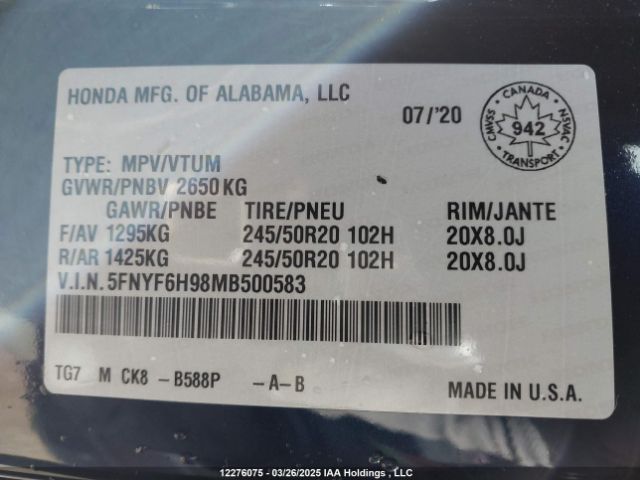 HONDA MFG. OF ALABAMA, LLC
07/'20
CANADA
CMVSS
942
NSVAC
TRANSPORT
TYPE: MPV/VTUM
GVWR/PNBV 2650KG
GAWR/PNBE TIRE/PNEU RIM/JANTE
F/AV 1295KG 245/50R20 102H 20X8.0J
R/AR 1425KG 245/50R20 102H 20X8.0J
V.I.N. 5FNYF6H98MB500583
TG7 M CK8 -B588P -A-B
MADE IN U.S.A.
12276075 - 03/26/2025 IAA Holdings , LLC